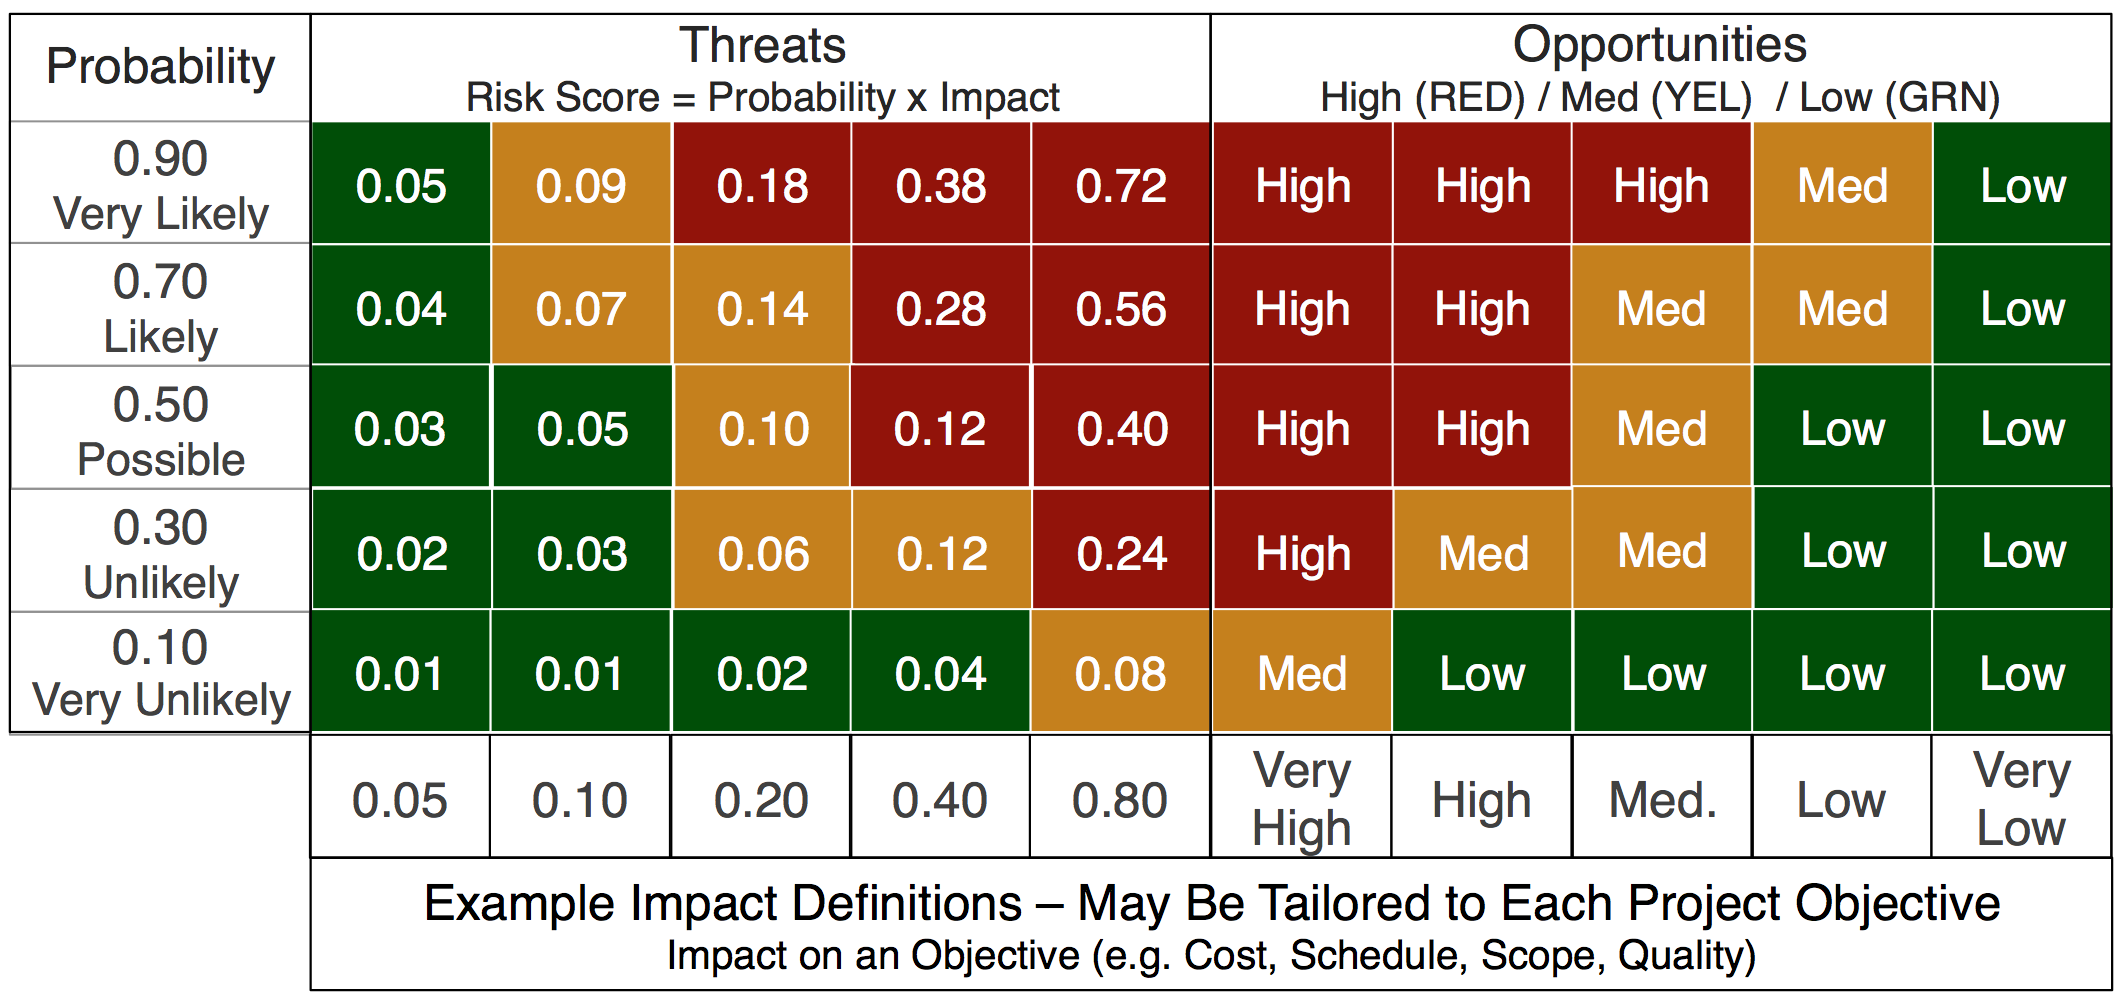 Probability
Threats
Risk Score = Probability x Impact
Opportunities
High (RED) / Med (YEL) / Low (GRN)
0.90
Very Likely
0.05 0.09 0.18 0.38 0.72 High High High Med Low
0.70
Likely
0.04 0.07 0.14 0.28 0.56 High High Med Med Low
0.50
Possible
0.03 0.05 0.10 0.12 0.40 High High Med Low Low
0.30
Unlikely
0.02 0.03 0.06 0.12 0.24 High Med Med Low Low
0.10
Very Unlikely
0.01 0.01 0.02 0.04 0.08 Med Low Low Low Low
0.05 0.10 0.20 0.40 0.80
Very
High
High
Med.
Low
Very
Low
Example Impact Definitions – May Be Tailored to Each Project Objective
Impact on an Objective (e.g. Cost, Schedule, Scope, Quality)